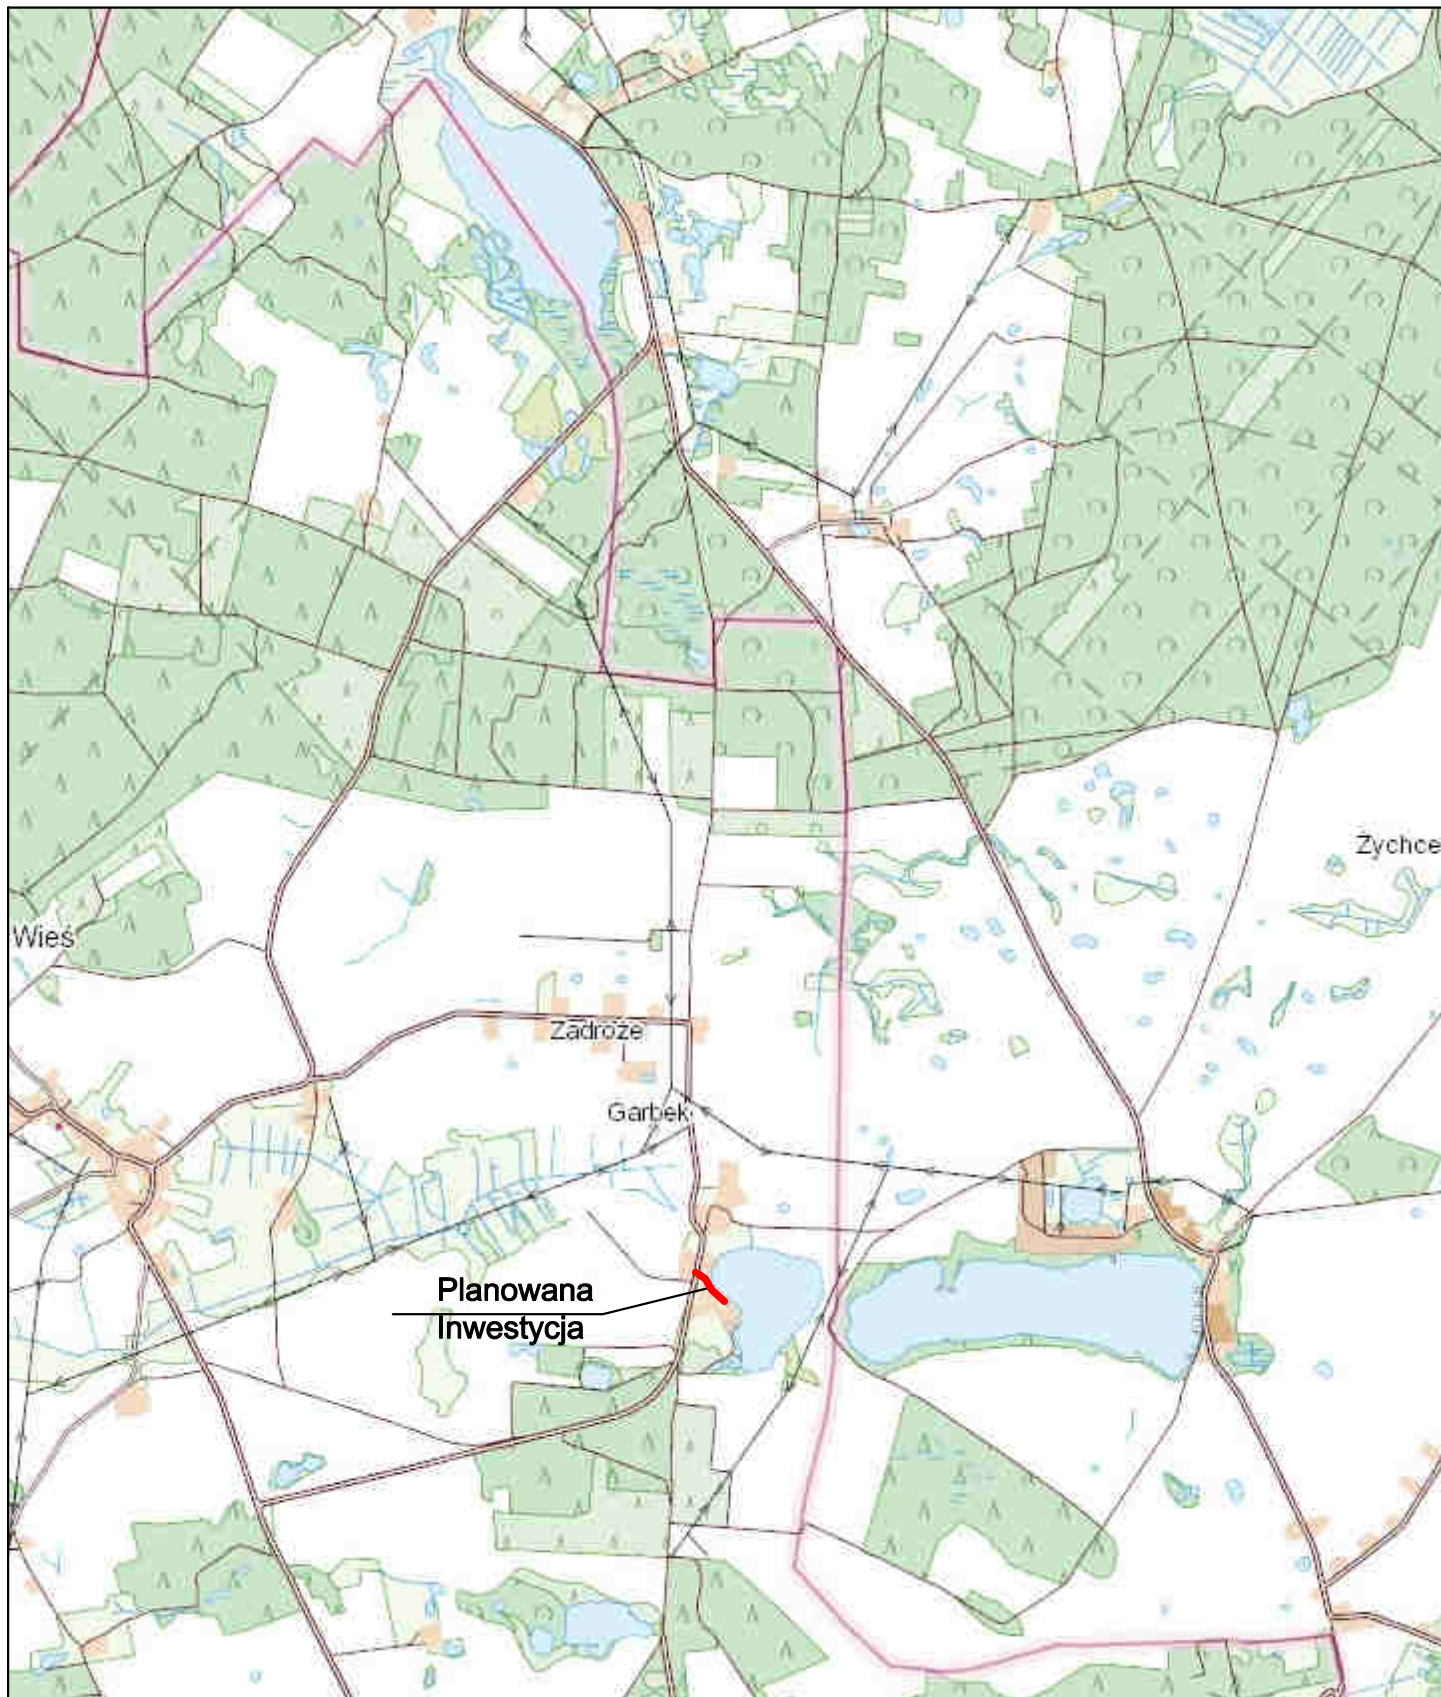 Żychce
Wieś
Zadroże
Garbek
Planowana
Inwestycja